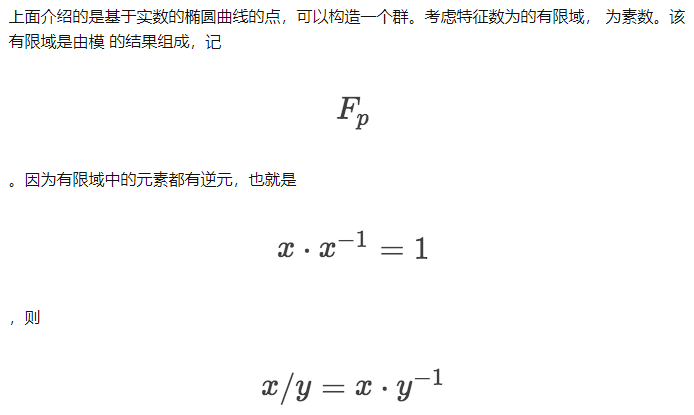 上面介绍的是基于实数的椭圆曲线的点，可以构造一个群。考虑特征数为的有限域， 为素数。该
有限域是由模 的结果组成，记
F_p
。因为有限域中的元素都有逆元，也就是
x · x^{-1} = 1
，则
x/y = x · y^{-1}